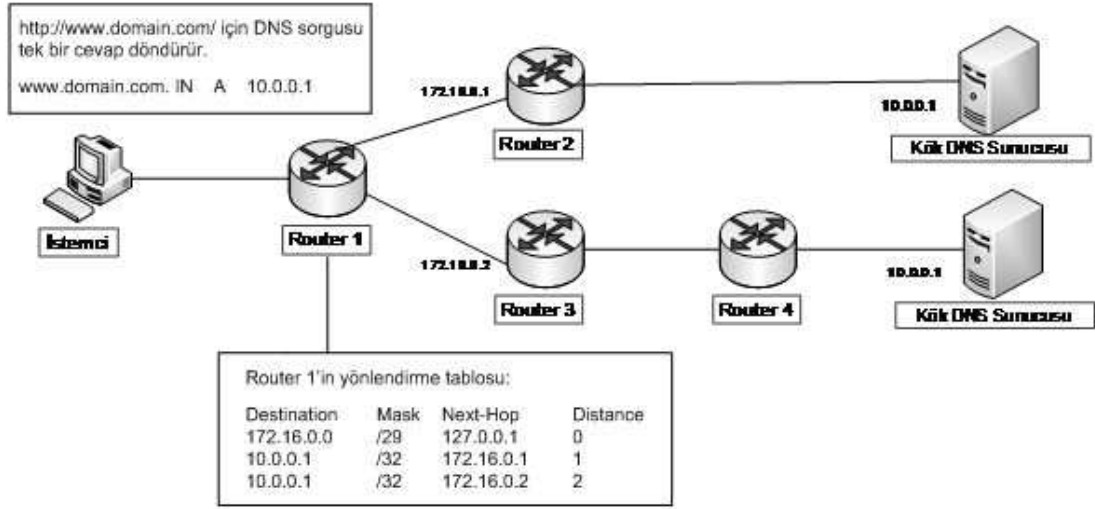 http://www.domain.com/ için DNS sorgusu
tek bir cevap döndürür.
www.domain.com. IN A 10.0.0.1
172.16.0.1
Router 2
10.0.0.1
Kök DNS Sunucusu
İstemci
Router 1
172.16.0.2
Router 3
Router 4
10.0.0.1
Kök DNS Sunucusu
Router 1'in yönlendirme tablosu:
Destination Mask Next-Hop Distance
172.16.0.0 /29 127.0.0.1 0
10.0.0.1 /32 172.16.0.1 1
10.0.0.1 /32 172.16.0.2 2